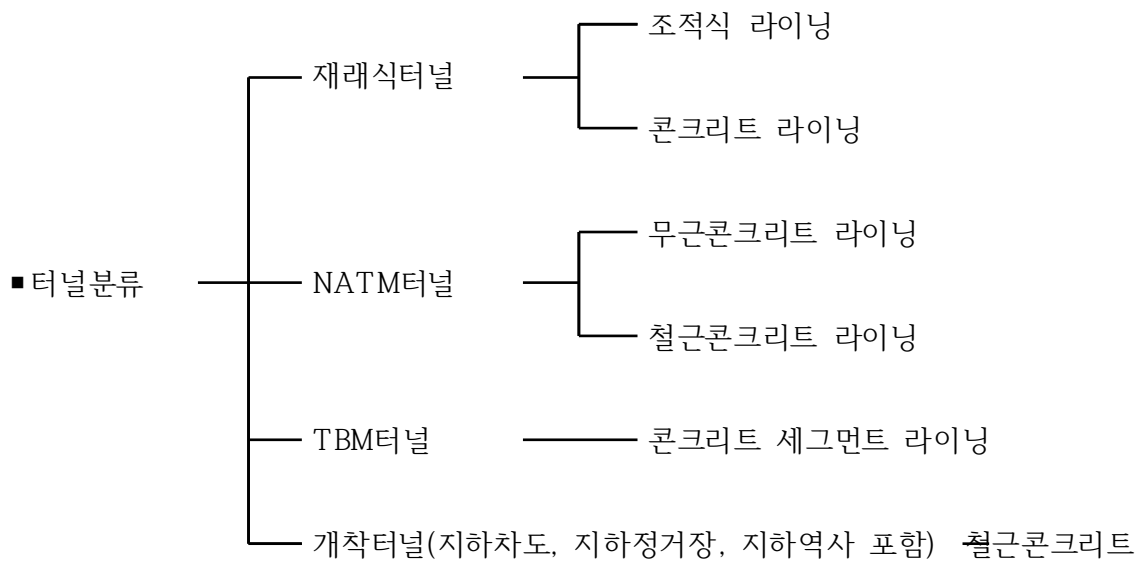 조적식 라이닝
재래식터널
콘크리트 라이닝
무근콘크리트 라이닝
■ 터널분류
NATM터널
철근콘크리트 라이닝
TBM터널
콘크리트 세그먼트 라이닝
개착터널(지하차도, 지하정거장, 지하역사 포함)
철근콘크리트